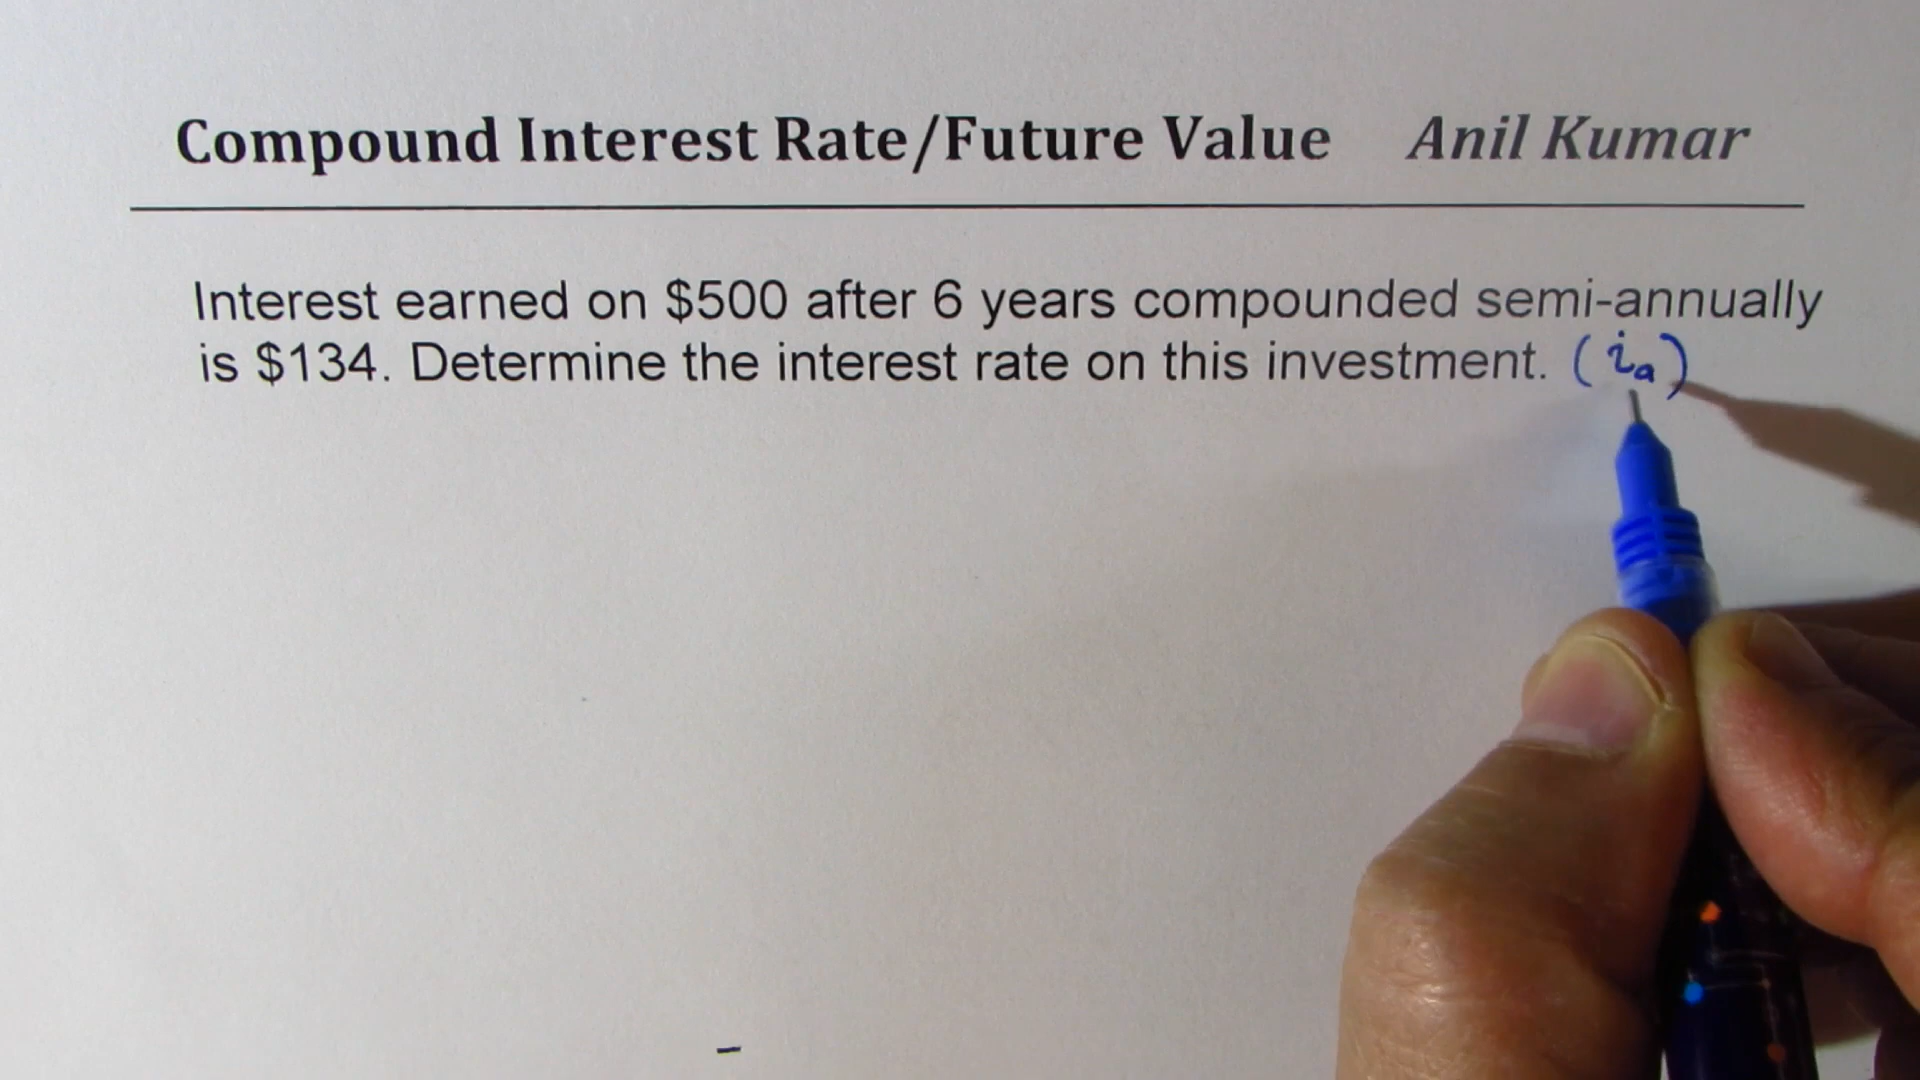 Compound Interest Rate/Future Value Anil Kumar
Interest earned on $500 after 6 years compounded semi-annually
is $134. Determine the interest rate on this investment. (iₐ)